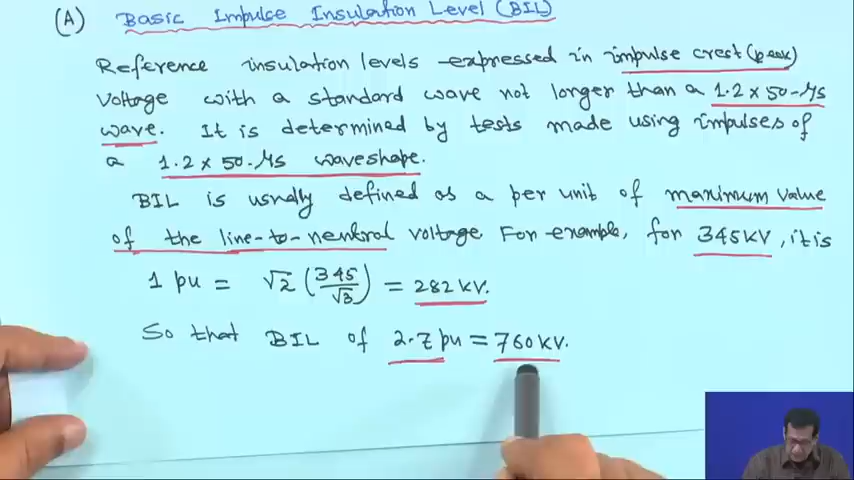 (A) Basic Impulse Insulation Level (BIL)
Reference insulation levels expressed in impulse crest (peak)
voltage with a standard wave not longer than a 1.2 x 50-μs
wave. It is determined by tests made using impulses of
a 1.2 x 50-μs waveshape.
BIL is usually defined as a per unit of maximum value
of the line-to-neutral voltage. For example, for 345KV, it is
1 pu = √2 (345/√3) = 282 KV.
So that BIL of 2.7 pu = 760 KV.